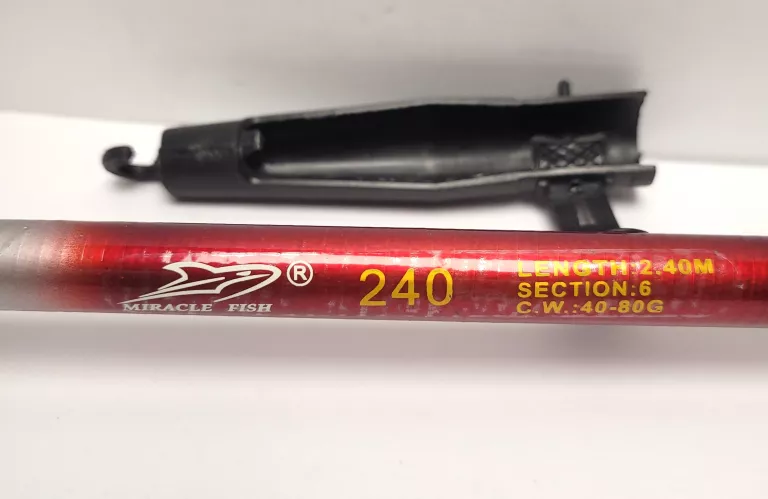 MIRACLE FISH
®
240
LENGTH:2.40M
SECTION:6
C.W.:40-80G